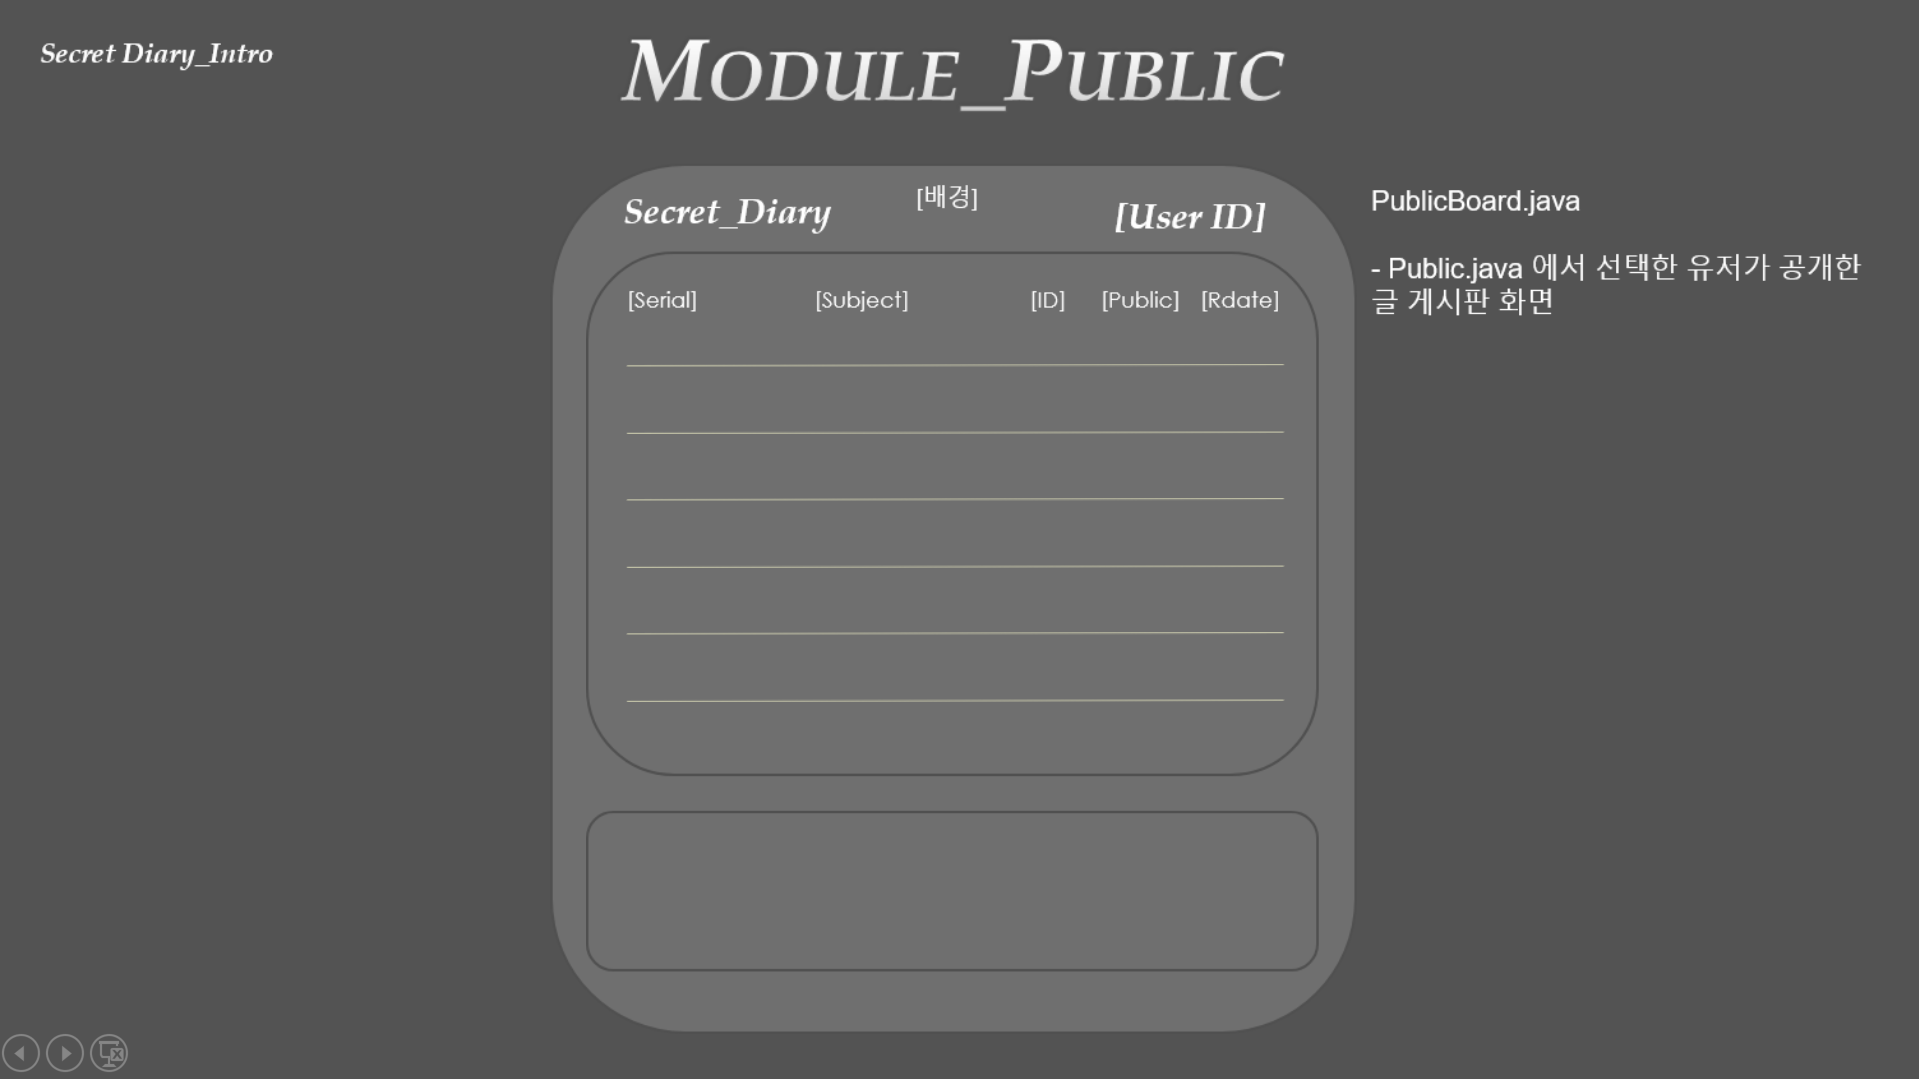 Secret Diary_Intro
MODULE_PUBLIC
Secret_Diary
[배경]
[User ID]
[Serial] [Subject] [ID] [Public] [Rdate]
PublicBoard.java
- Public.java 에서 선택한 유저가 공개한
글 게시판 화면